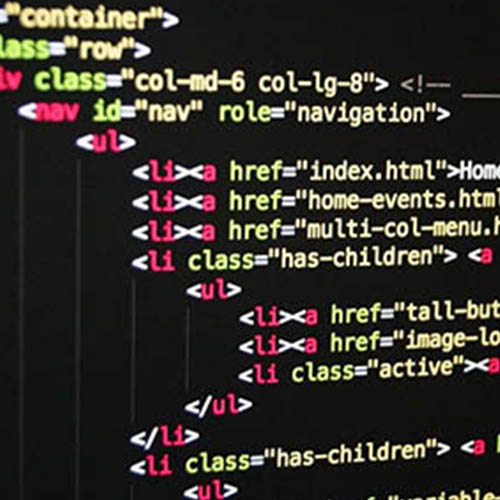 ="container">
lass="row">
iv class="col-md-6 col-lg-8"> <!--
<nav id="nav" role="navigation">
<ul>
<li><a href="index.html">Home
<li><a href="home-events.html
<li><a href="multi-col-menu.h
<li class="has-children"> <a
<ul>
<li><a href="tall-but
<li><a href="image-lo
<li class="active"><a
</ul>
</li>
<li class="has-children"> <a
<ul>